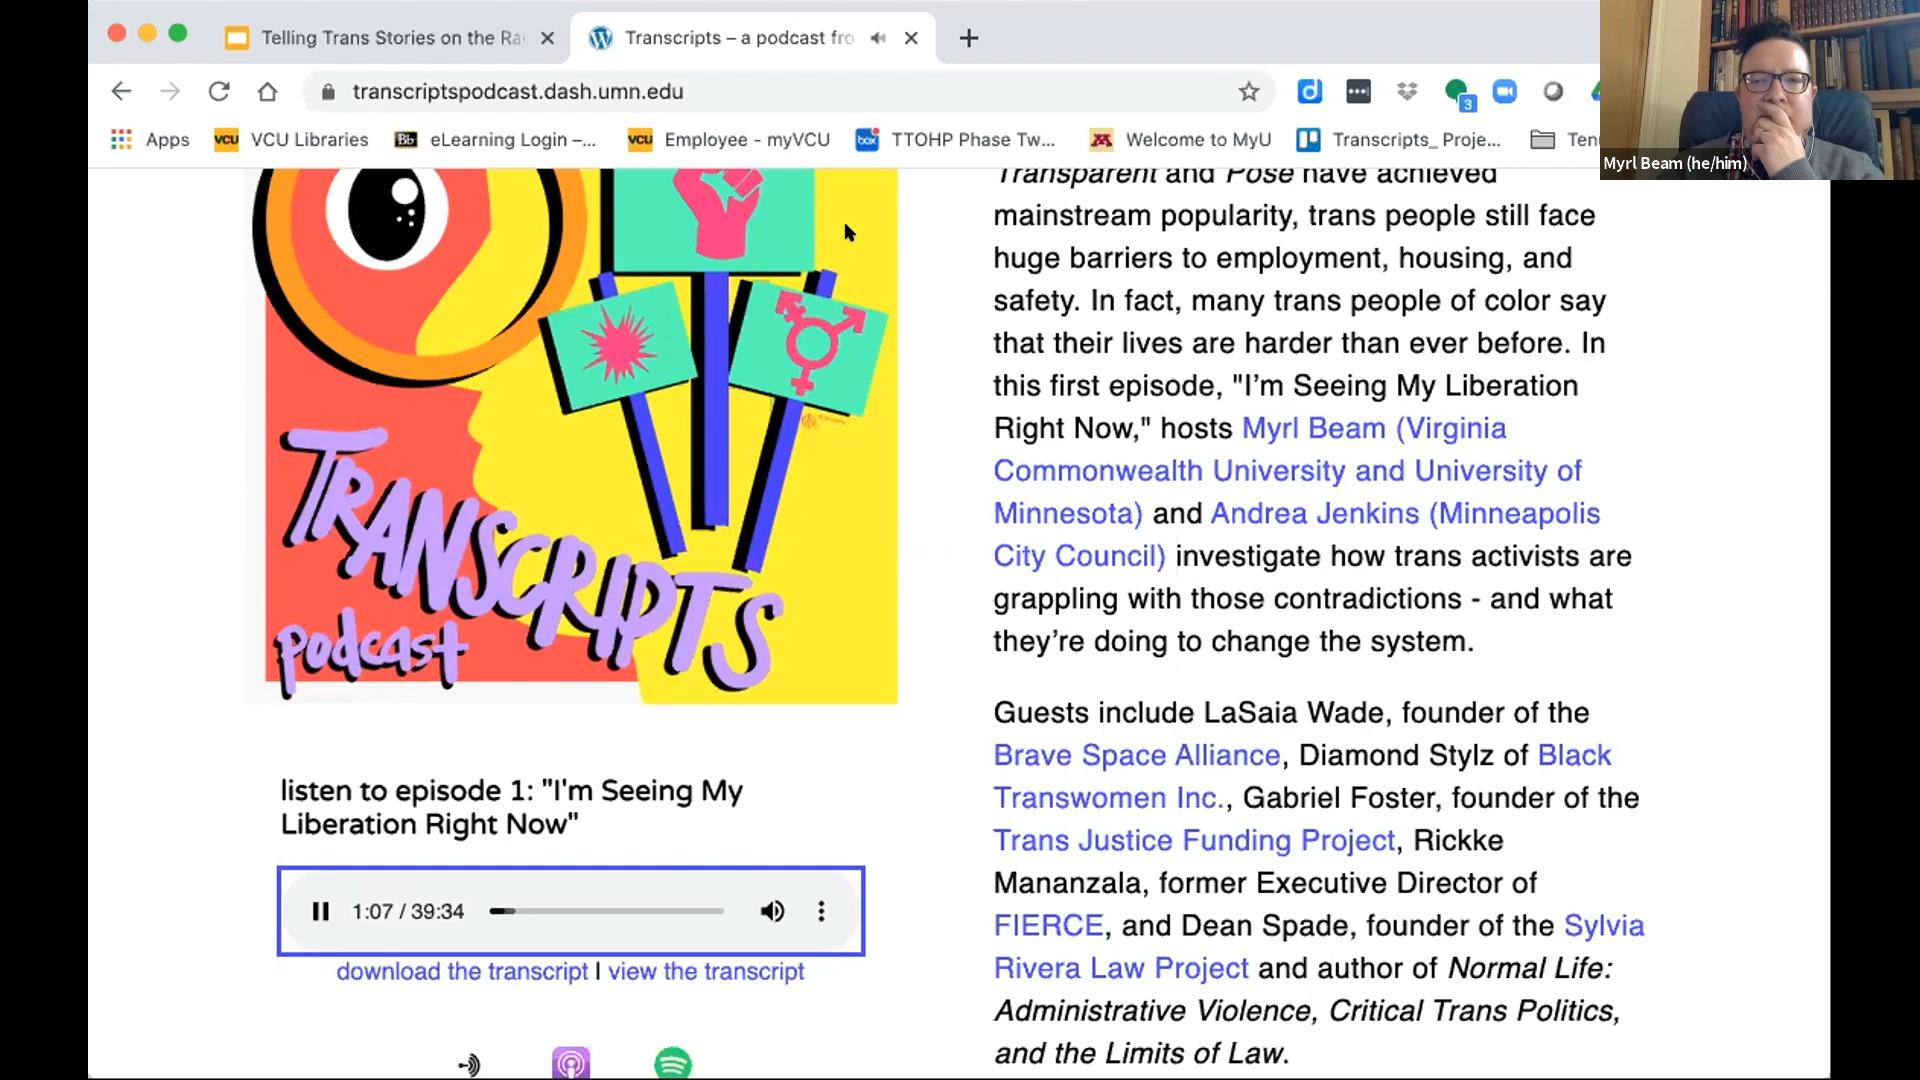 Telling Trans Stories on the Ra
Transcripts – a podcast fro
transcriptspodcast.dash.umn.edu
3
Apps
VCU
VCU Libraries
Bb
eLearning Login –...
VCU
Employee - myVCU
box
TTOHP Phase Tw...
M
Welcome to MyU
Transcripts_ Proje...
Ten
Myrl Beam (he/him)
TRANSCRIPTS
podcast
listen to episode 1: "I'm Seeing My
Liberation Right Now"
1:07 / 39:34
download the transcript | view the transcript
Transparent and Pose have achieved
mainstream popularity, trans people still face
huge barriers to employment, housing, and
safety. In fact, many trans people of color say
that their lives are harder than ever before. In
this first episode, "I’m Seeing My Liberation
Right Now," hosts Myrl Beam (Virginia
Commonwealth University and University of
Minnesota) and Andrea Jenkins (Minneapolis
City Council) investigate how trans activists are
grappling with those contradictions - and what
they’re doing to change the system.
Guests include LaSaia Wade, founder of the
Brave Space Alliance, Diamond Stylz of Black
Transwomen Inc., Gabriel Foster, founder of the
Trans Justice Funding Project, Rickke
Mananzala, former Executive Director of
FIERCE, and Dean Spade, founder of the Sylvia
Rivera Law Project and author of Normal Life:
Administrative Violence, Critical Trans Politics,
and the Limits of Law.